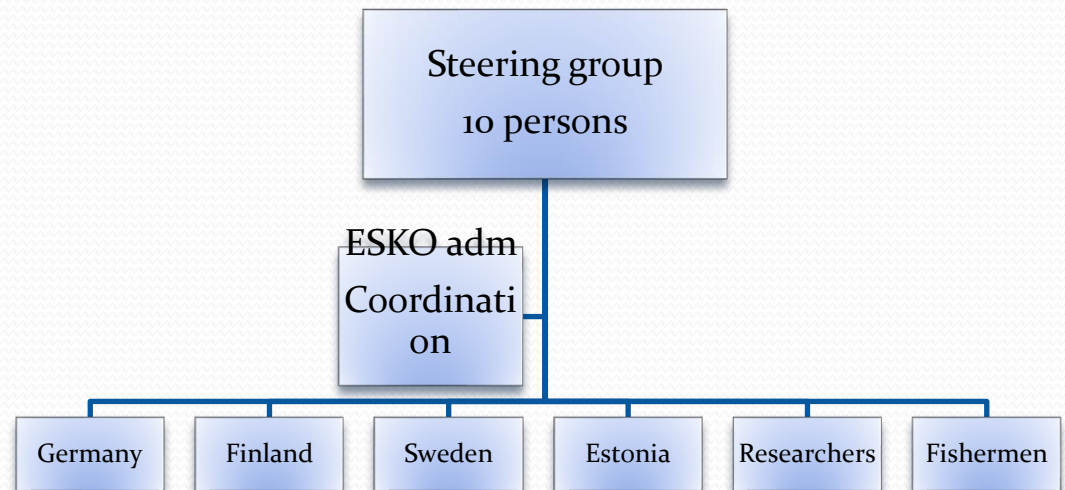 Steering group
10 persons
ESKO adm
Coordinati
on
Germany
Finland
Sweden
Estonia
Researchers
Fishermen